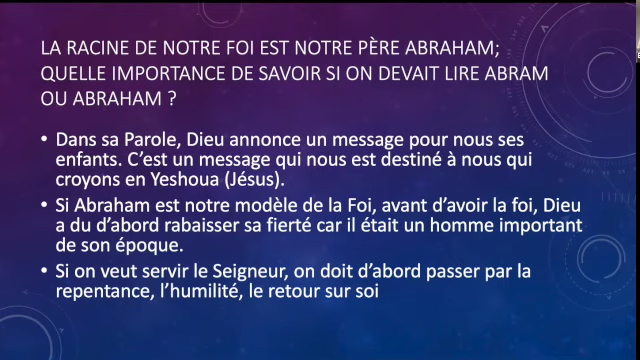 LA RACINE DE NOTRE FOI EST NOTRE PÈRE ABRAHAM;
QUELLE IMPORTANCE DE SAVOIR SI ON DEVAIT LIRE ABRAM
OU ABRAHAM ?
• Dans sa Parole, Dieu annonce un message pour nous ses
enfants. C’est un message qui nous est destiné à nous qui
croyons en Yeshoua (Jésus).
• Si Abraham est notre modèle de la Foi, avant d’avoir la foi, Dieu
a du d’abord rabaisser sa fierté car il était un homme important
de son époque.
• Si on veut servir le Seigneur, on doit d’abord passer par la
repentance, l’humilité, le retour sur soi